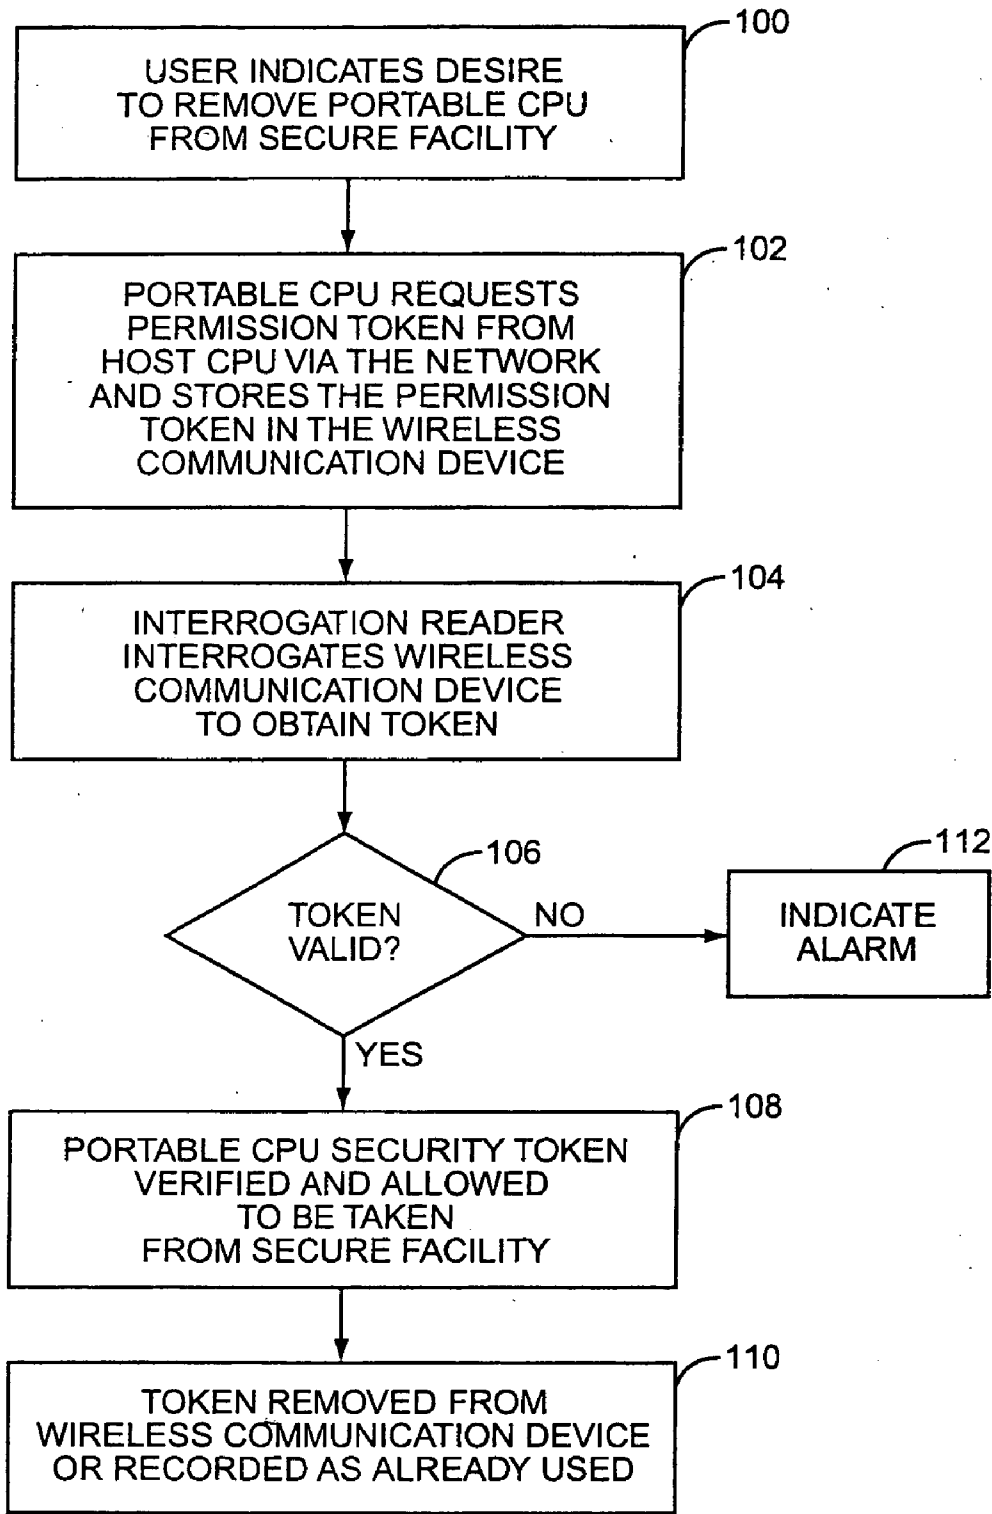 100
USER INDICATES DESIRE
TO REMOVE PORTABLE CPU
FROM SECURE FACILITY
102
PORTABLE CPU REQUESTS
PERMISSION TOKEN FROM
HOST CPU VIA THE NETWORK
AND STORES THE PERMISSION
TOKEN IN THE WIRELESS
COMMUNICATION DEVICE
104
INTERROGATION READER
INTERROGATES WIRELESS
COMMUNICATION DEVICE
TO OBTAIN TOKEN
106
TOKEN
VALID?
NO
112
INDICATE
ALARM
YES
108
PORTABLE CPU SECURITY TOKEN
VERIFIED AND ALLOWED
TO BE TAKEN
FROM SECURE FACILITY
110
TOKEN REMOVED FROM
WIRELESS COMMUNICATION DEVICE
OR RECORDED AS ALREADY USED